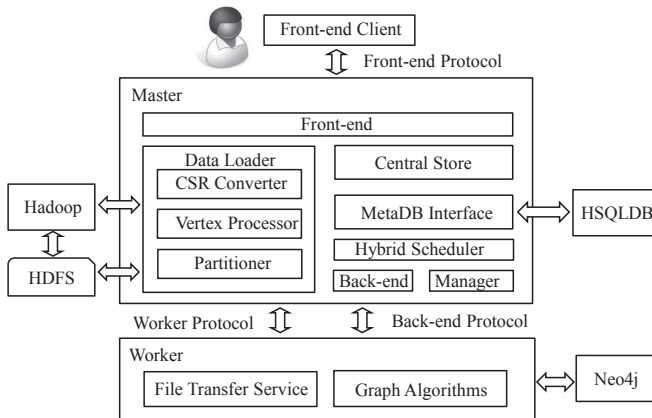 Front-end Client
Front-end Protocol
Master
Front-end
Data Loader
CSR Converter
Vertex Processor
Partitioner
Central Store
MetaDB Interface
Hybrid Scheduler
Back-end
Manager
Hadoop
HDFS
HSQLDB
Worker Protocol
Back-end Protocol
Worker
File Transfer Service
Graph Algorithms
Neo4j